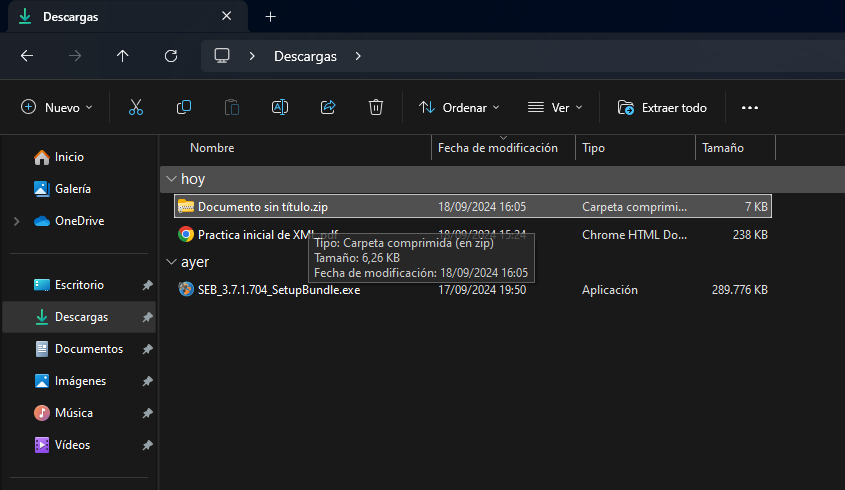 Descargas
Descargas
Nuevo
Ordenar
Ver
Extraer todo
Nombre
Fecha de modificación
Tipo
Tamaño
Inicio
Galería
OneDrive
Escritorio
Descargas
Documentos
Imágenes
Música
Vídeos
hoy
Documento sin título.zip 18/09/2024 16:05 Carpeta comprimi... 7 KB
Practica inicial de XML.pdf 18/09/2024 15:24 Chrome HTML Do... 238 KB
Tipo: Carpeta comprimida (en zip)
Tamaño: 6,26 KB
Fecha de modificación: 18/09/2024 16:05
ayer
SEB_3.7.1.704_SetupBundle.exe 17/09/2024 19:50 Aplicación 289.776 KB